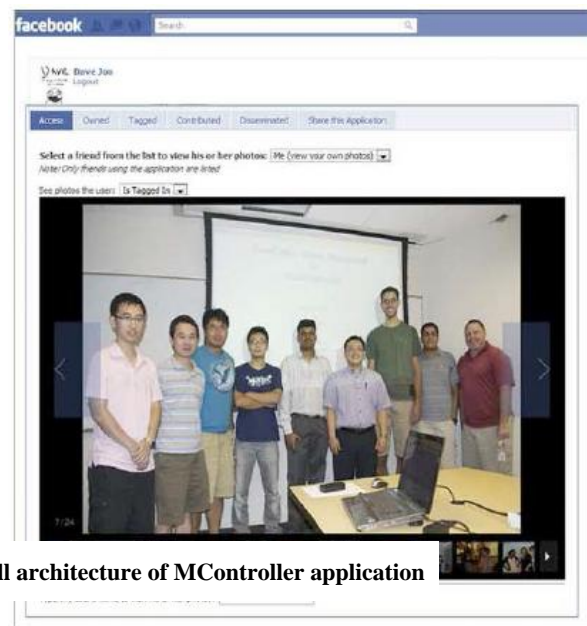 facebook Search
Dave Jon
Logout
Access Owned Tagged Contributed Disseminated Share this Application
Select a friend from the list to view his or her photos: Me (view your own photos)
Note: Only friends using the application are listed
See photos the user: Is Tagged In
7/24
ll architecture of MController application